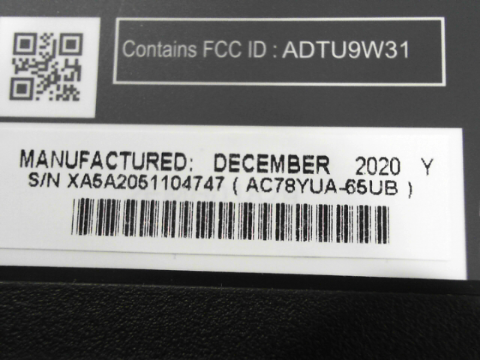 Contains FCC ID : ADTU9W31
MANUFACTURED: DECEMBER 2020 Y
S/N XA5A2051104747 ( AC78YUA-65UB )